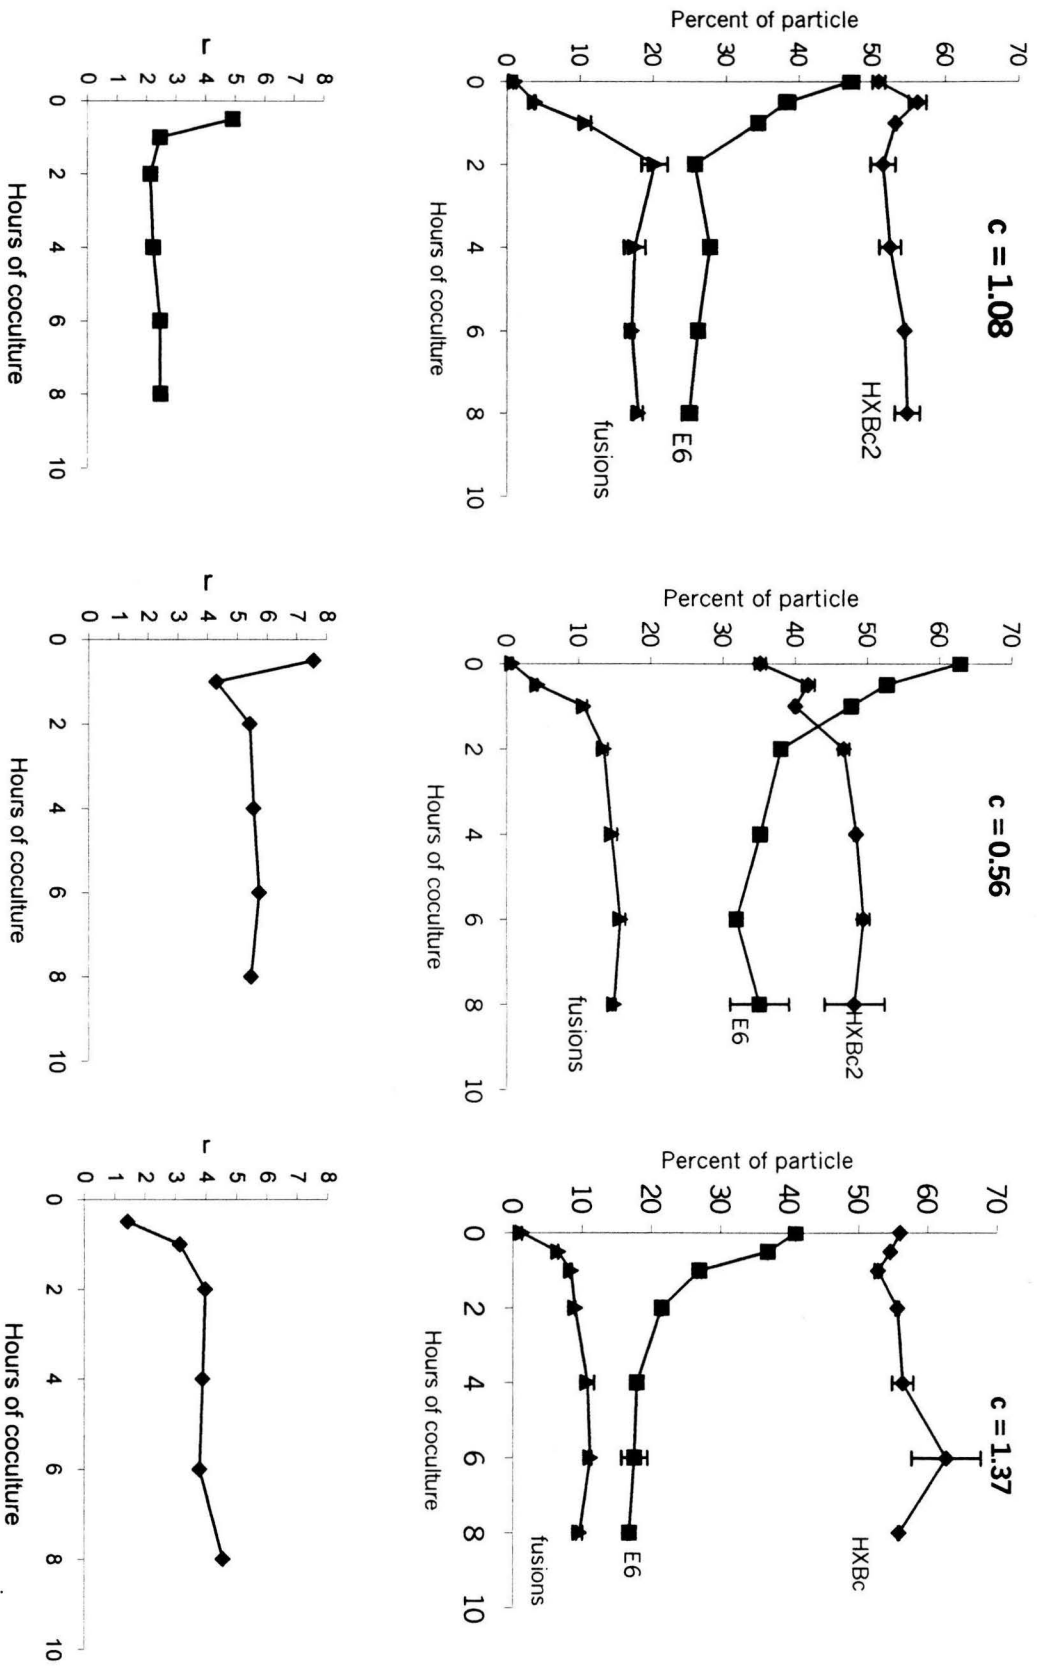 c = 1.08
Percent of particle
0 10 20 30 40 50 60 70
0 2 4 6 8 10
Hours of coculture
HXBc2
E6
fusions
c = 0.56
Percent of particle
0 10 20 30 40 50 60 70
0 2 4 6 8 10
Hours of coculture
HXBc2
E6
fusions
c = 1.37
Percent of particle
0 10 20 30 40 50 60 70
0 2 4 6 8 10
Hours of coculture
HXBc
E6
fusions
r
0 1 2 3 4 5 6 7 8
0 2 4 6 8 10
Hours of coculture
r
0 1 2 3 4 5 6 7 8
0 2 4 6 8 10
Hours of coculture
r
0 1 2 3 4 5 6 7 8
0 2 4 6 8 10
Hours of coculture